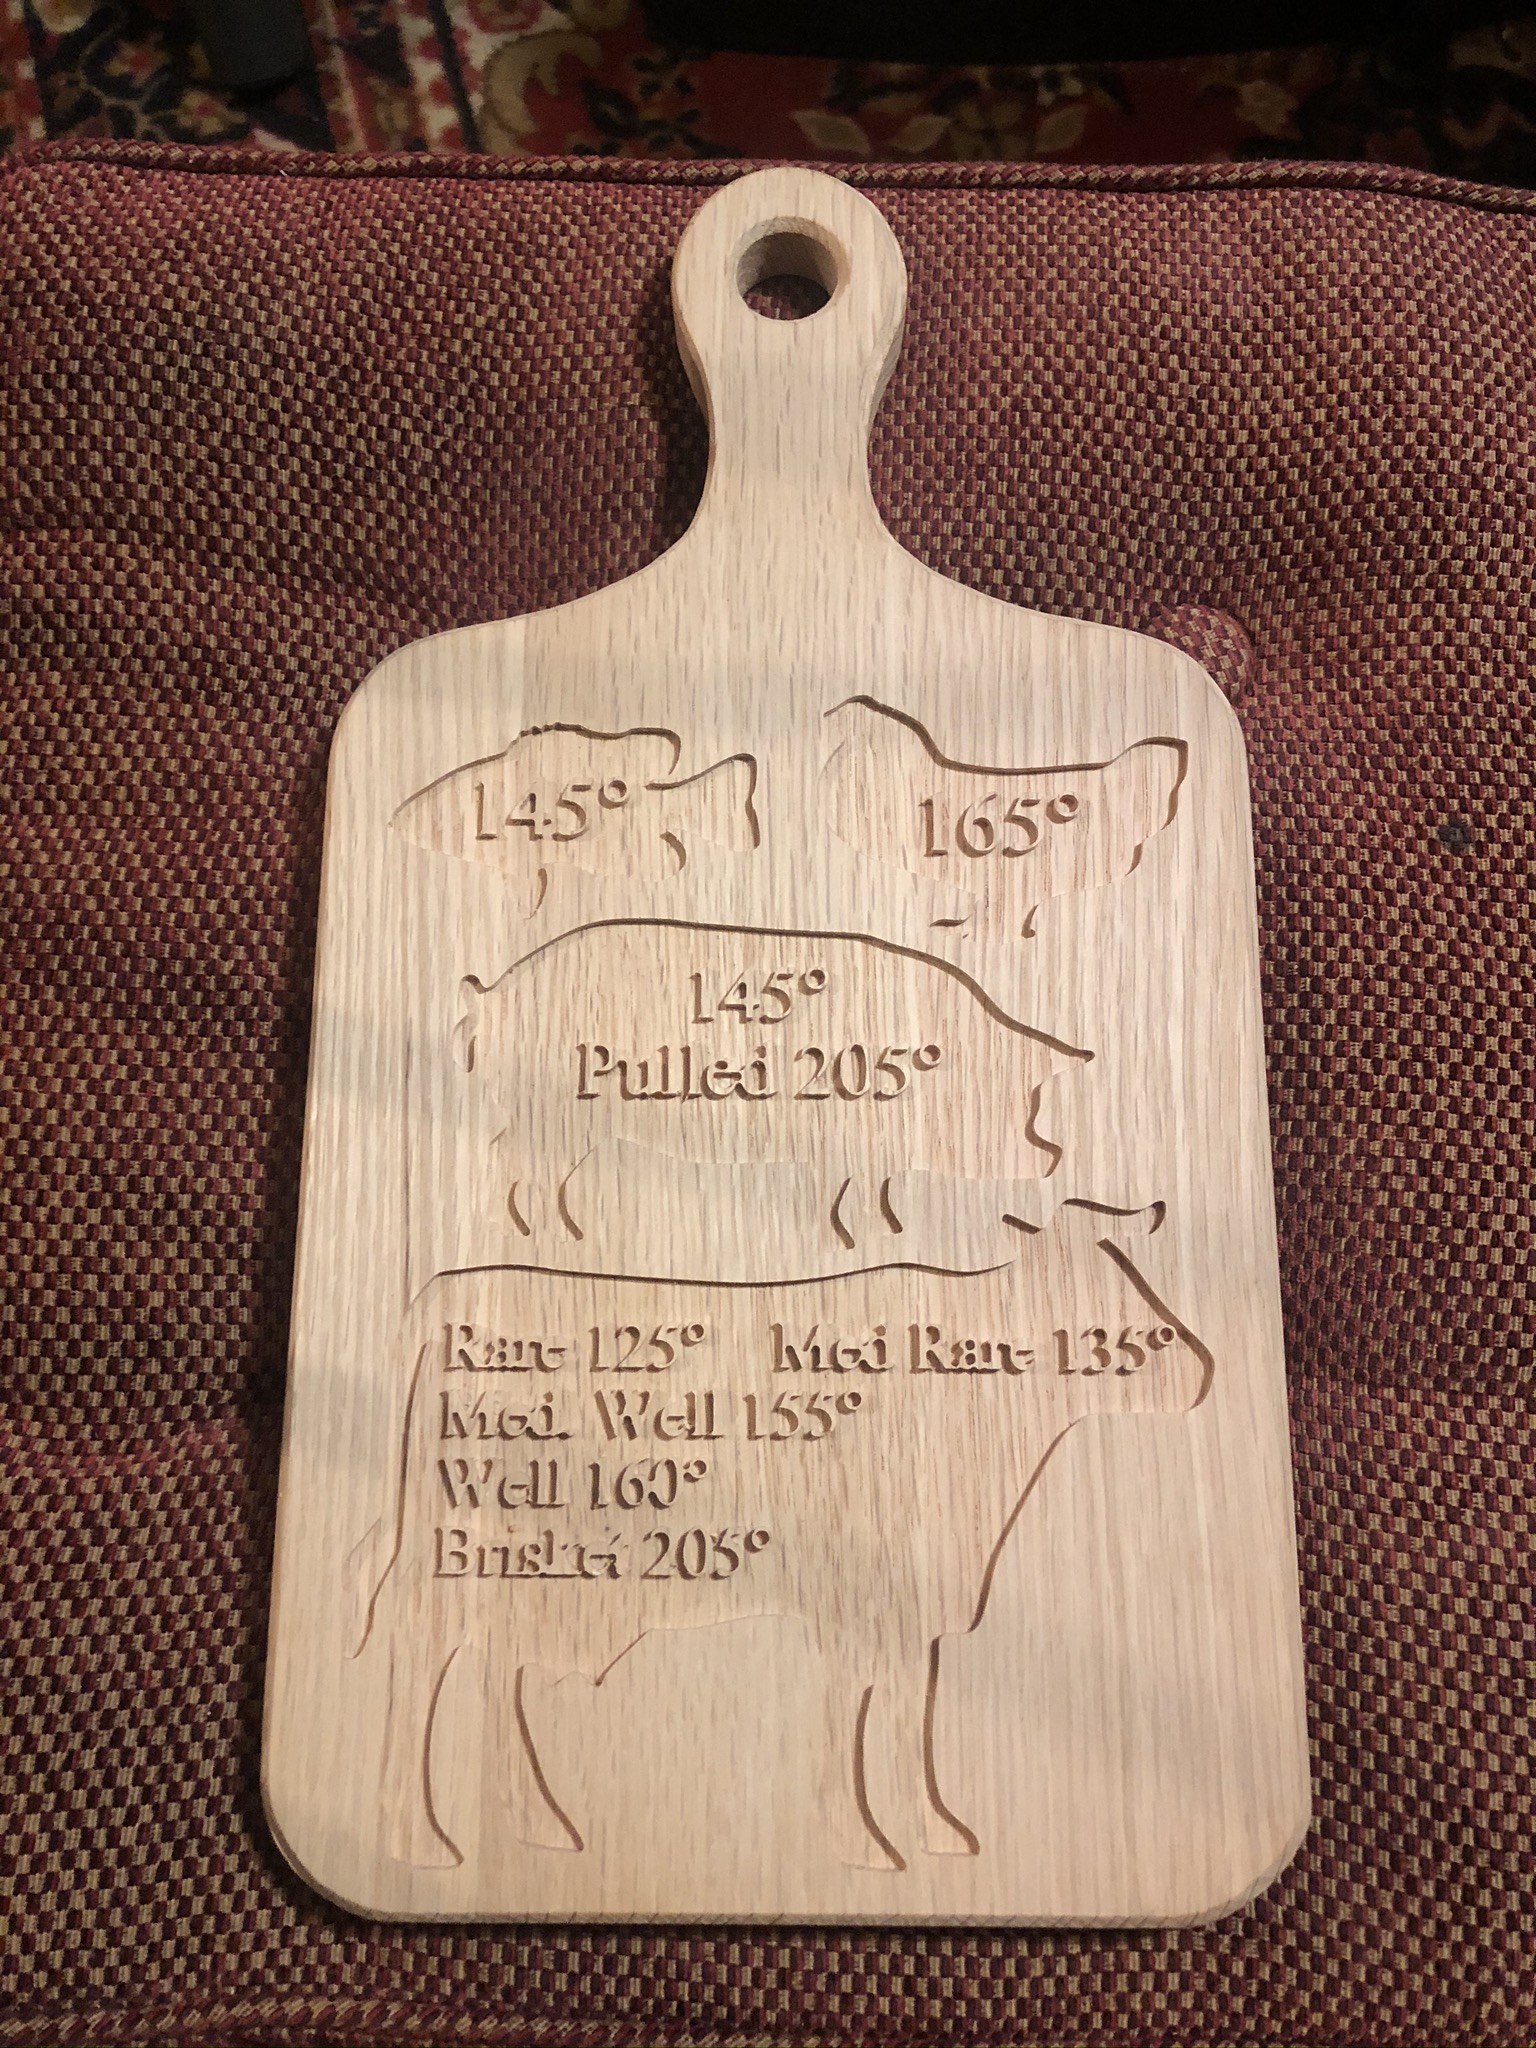 145°
165°
145°
Pulled 205°
Rare 125° Med Rare 135°
Med. Well 155°
Well 160°
Brisket 205°